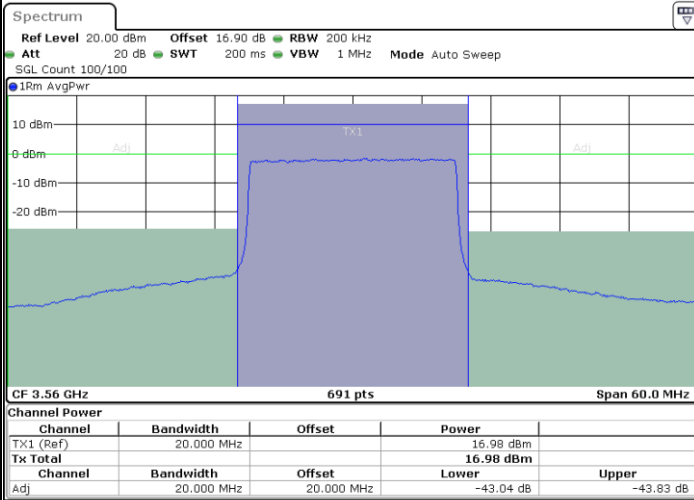 Spectrum
Ref Level 20.00 dBm Offset 16.90 dB RBW 200 kHz
Att 20 dB SWT 200 ms VBW 1 MHz Mode Auto Sweep
SGL Count 100/100
1Rm AvgPwr
10 dBm
TX1
Adj Adj
0 dBm
-10 dBm
-20 dBm
CF 3.56 GHz 691 pts Span 60.0 MHz
Channel Power
Channel Bandwidth Offset Power
TX1 (Ref) 20.000 MHz 16.98 dBm
Tx Total 16.98 dBm
Channel Bandwidth Offset Lower Upper
Adj 20.000 MHz 20.000 MHz -43.04 dB -43.83 dB